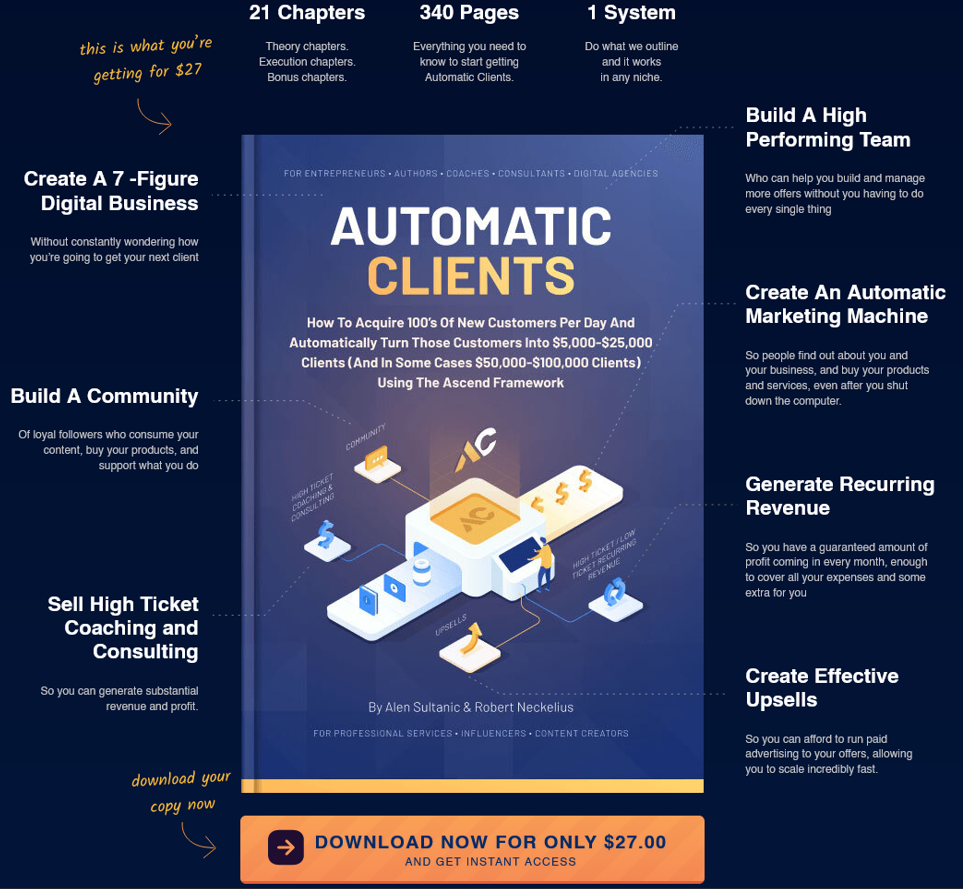 21 Chapters
Theory chapters.
Execution chapters.
Bonus chapters.
340 Pages
Everything you need to
know to start getting
Automatic Clients.
1 System
Do what we outline
and it works
in any niche.
this is what you're
getting for $27
Create A 7 -Figure
Digital Business
Without constantly wondering how
you're going to get your next client
Build A Community
Of loyal followers who consume your
content, buy your products, and
support what you do
Sell High Ticket
Coaching and
Consulting
So you can generate substantial
revenue and profit.
FOR ENTREPRENEURS • AUTHORS • COACHES • CONSULTANTS • DIGITAL AGENCIES
AUTOMATIC
CLIENTS
How To Acquire 100's Of New Customers Per Day And
Automatically Turn Those Customers Into $5,000-$25,000
Clients (And In Some Cases $50,000-$100,000 Clients)
Using The Ascend Framework
COMMUNITY
AC
HIGH TICKET
COACHING &
CONSULTING
AC
HIGH TICKET / LOW
TICKET RECURRING
REVENUE
UPSELLS
By Alen Sultanic & Robert Neckelius
FOR PROFESSIONAL SERVICES • INFLUENCERS • CONTENT CREATORS
Build A High
Performing Team
Who can help you build and manage
more offers without you having to do
every single thing
Create An Automatic
Marketing Machine
So people find out about you and
your business, and buy your products
and services, even after you shut
down the computer.
Generate Recurring
Revenue
So you have a guaranteed amount of
profit coming in every month, enough
to cover all your expenses and some
extra for you
Create Effective
Upsells
So you can afford to run paid
advertising to your offers, allowing
you to scale incredibly fast.
download your
copy now
DOWNLOAD NOW FOR ONLY $27.00
AND GET INSTANT ACCESS